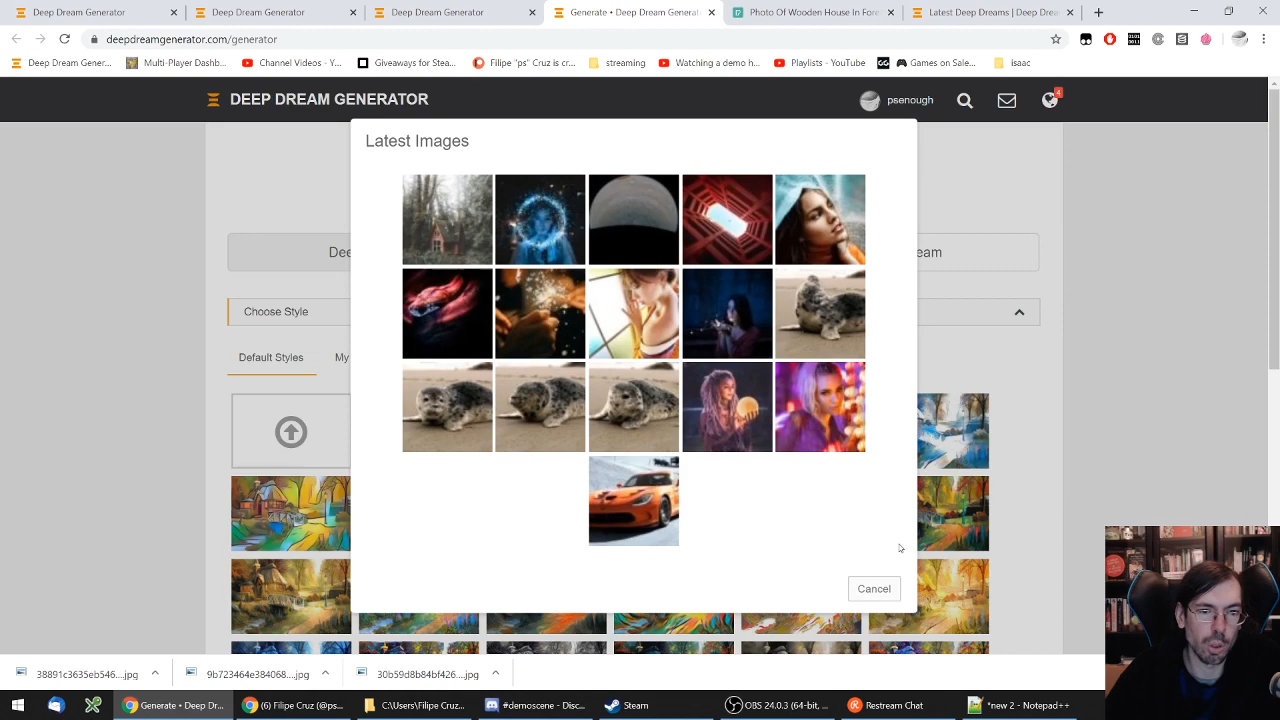 Deep Dream Generator
Deep Dream Generator
Deep Dream Generator
Generate • Deep Dream Generator
Photo Of Wooden House In Fore
Latest Deep Dreams | Deep Drea
deepdreamgenerator.com/generator
Deep Dream Gener...
Multi-Player Dashb...
Channel Videos - Y...
Giveaways for Stea...
Filipe "ps" Cruz is cr...
streaming
Watching a demo h...
Playlists - YouTube
Games on Sale...
isaac
DEEP DREAM GENERATOR
psenough
4
Latest Images
Dee
eam
Choose Style
Default Styles
My
Cancel
38891c3635eb546....jpg
9b723464e384068....jpg
30b59d8b84bf426....jpg
Generate • Deep Dr...
(6) Filipe Cruz (@ps...
C:\Users\Filipe Cruz...
#demoscene - Disc...
Steam
OBS 24.0.3 (64-bit, ...
Restream Chat
*new 2 - Notepad++